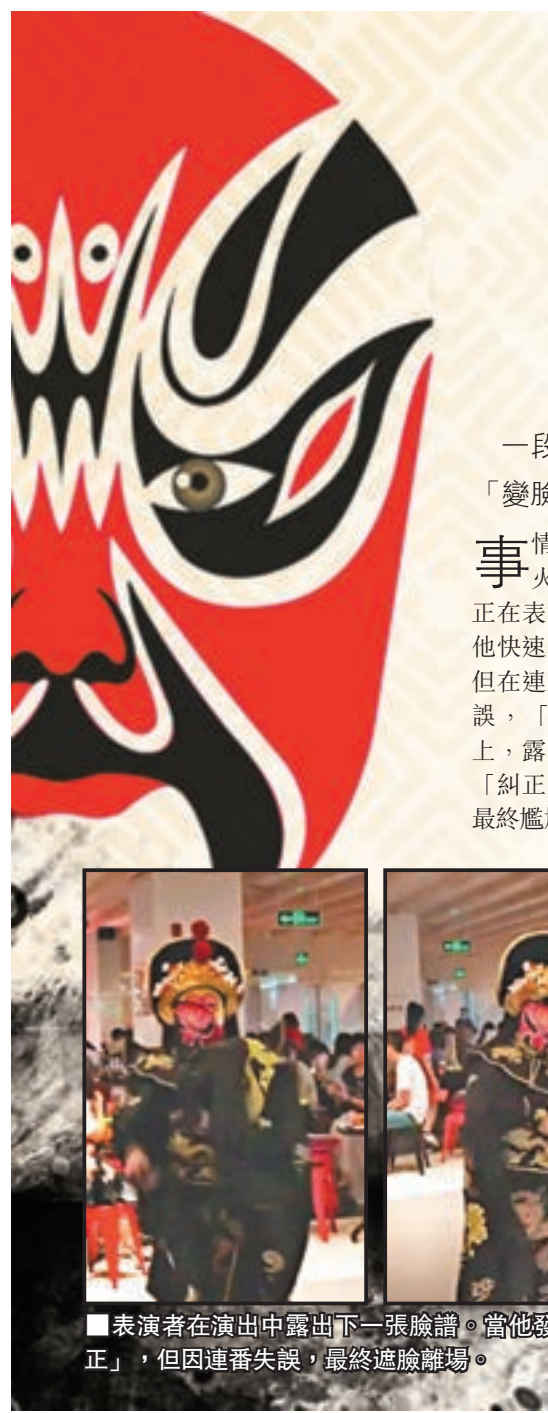 一段
「變臉
事情
火
正在表
他快速
但在連
誤，「
上，露
「糾正
最終尷
■表演者在演出中露出下一張臉譜。當他發
正」，但因連番失誤，最終遮臉離場。